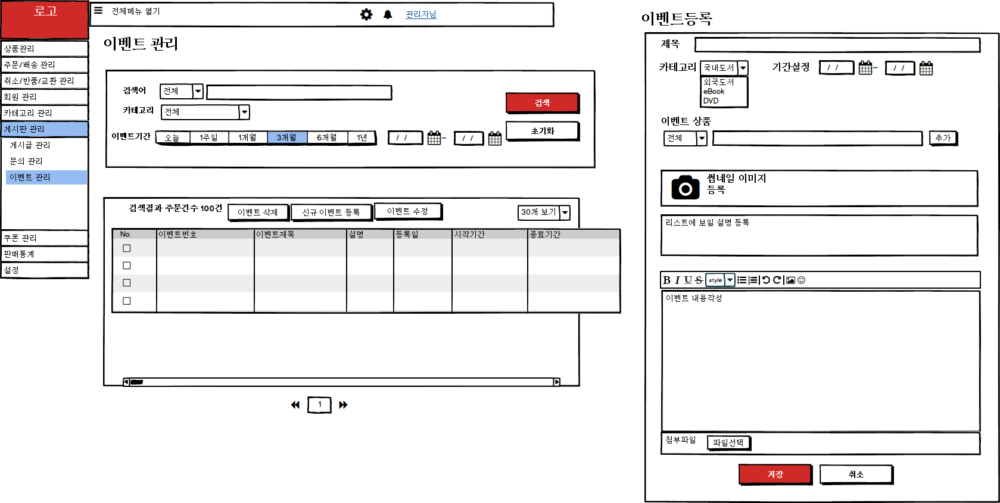 로고
전체메뉴 열기
관리자님
상품관리
주문/배송 관리
취소/반품/교환 관리
회원 관리
카테고리 관리
게시판 관리
게시글 관리
문의 관리
이벤트 관리
쿠폰 관리
판매통계
설정
이벤트 관리
검색어 전체
검색
카테고리 전체
초기화
이벤트기간 오늘 1주일 1개월 3개월 6개월 1년 / / ~ / /
검색결과 주문건수 100건 이벤트 삭제 신규 이벤트 등록 이벤트 수정 30개 보기
No. 이벤트번호 이벤트제목 설명 등록일 시작기간 종료기간
1
이벤트등록
제목
카테고리 국내도서 기간설정 / / ~ / /
외국도서
eBook
DVD
이벤트 상품
전체 추가
썸네일 이미지
등록
리스트에 보일 설명 등록
B I U S style
이벤트 내용작성
첨부파일 파일선택
저장 취소